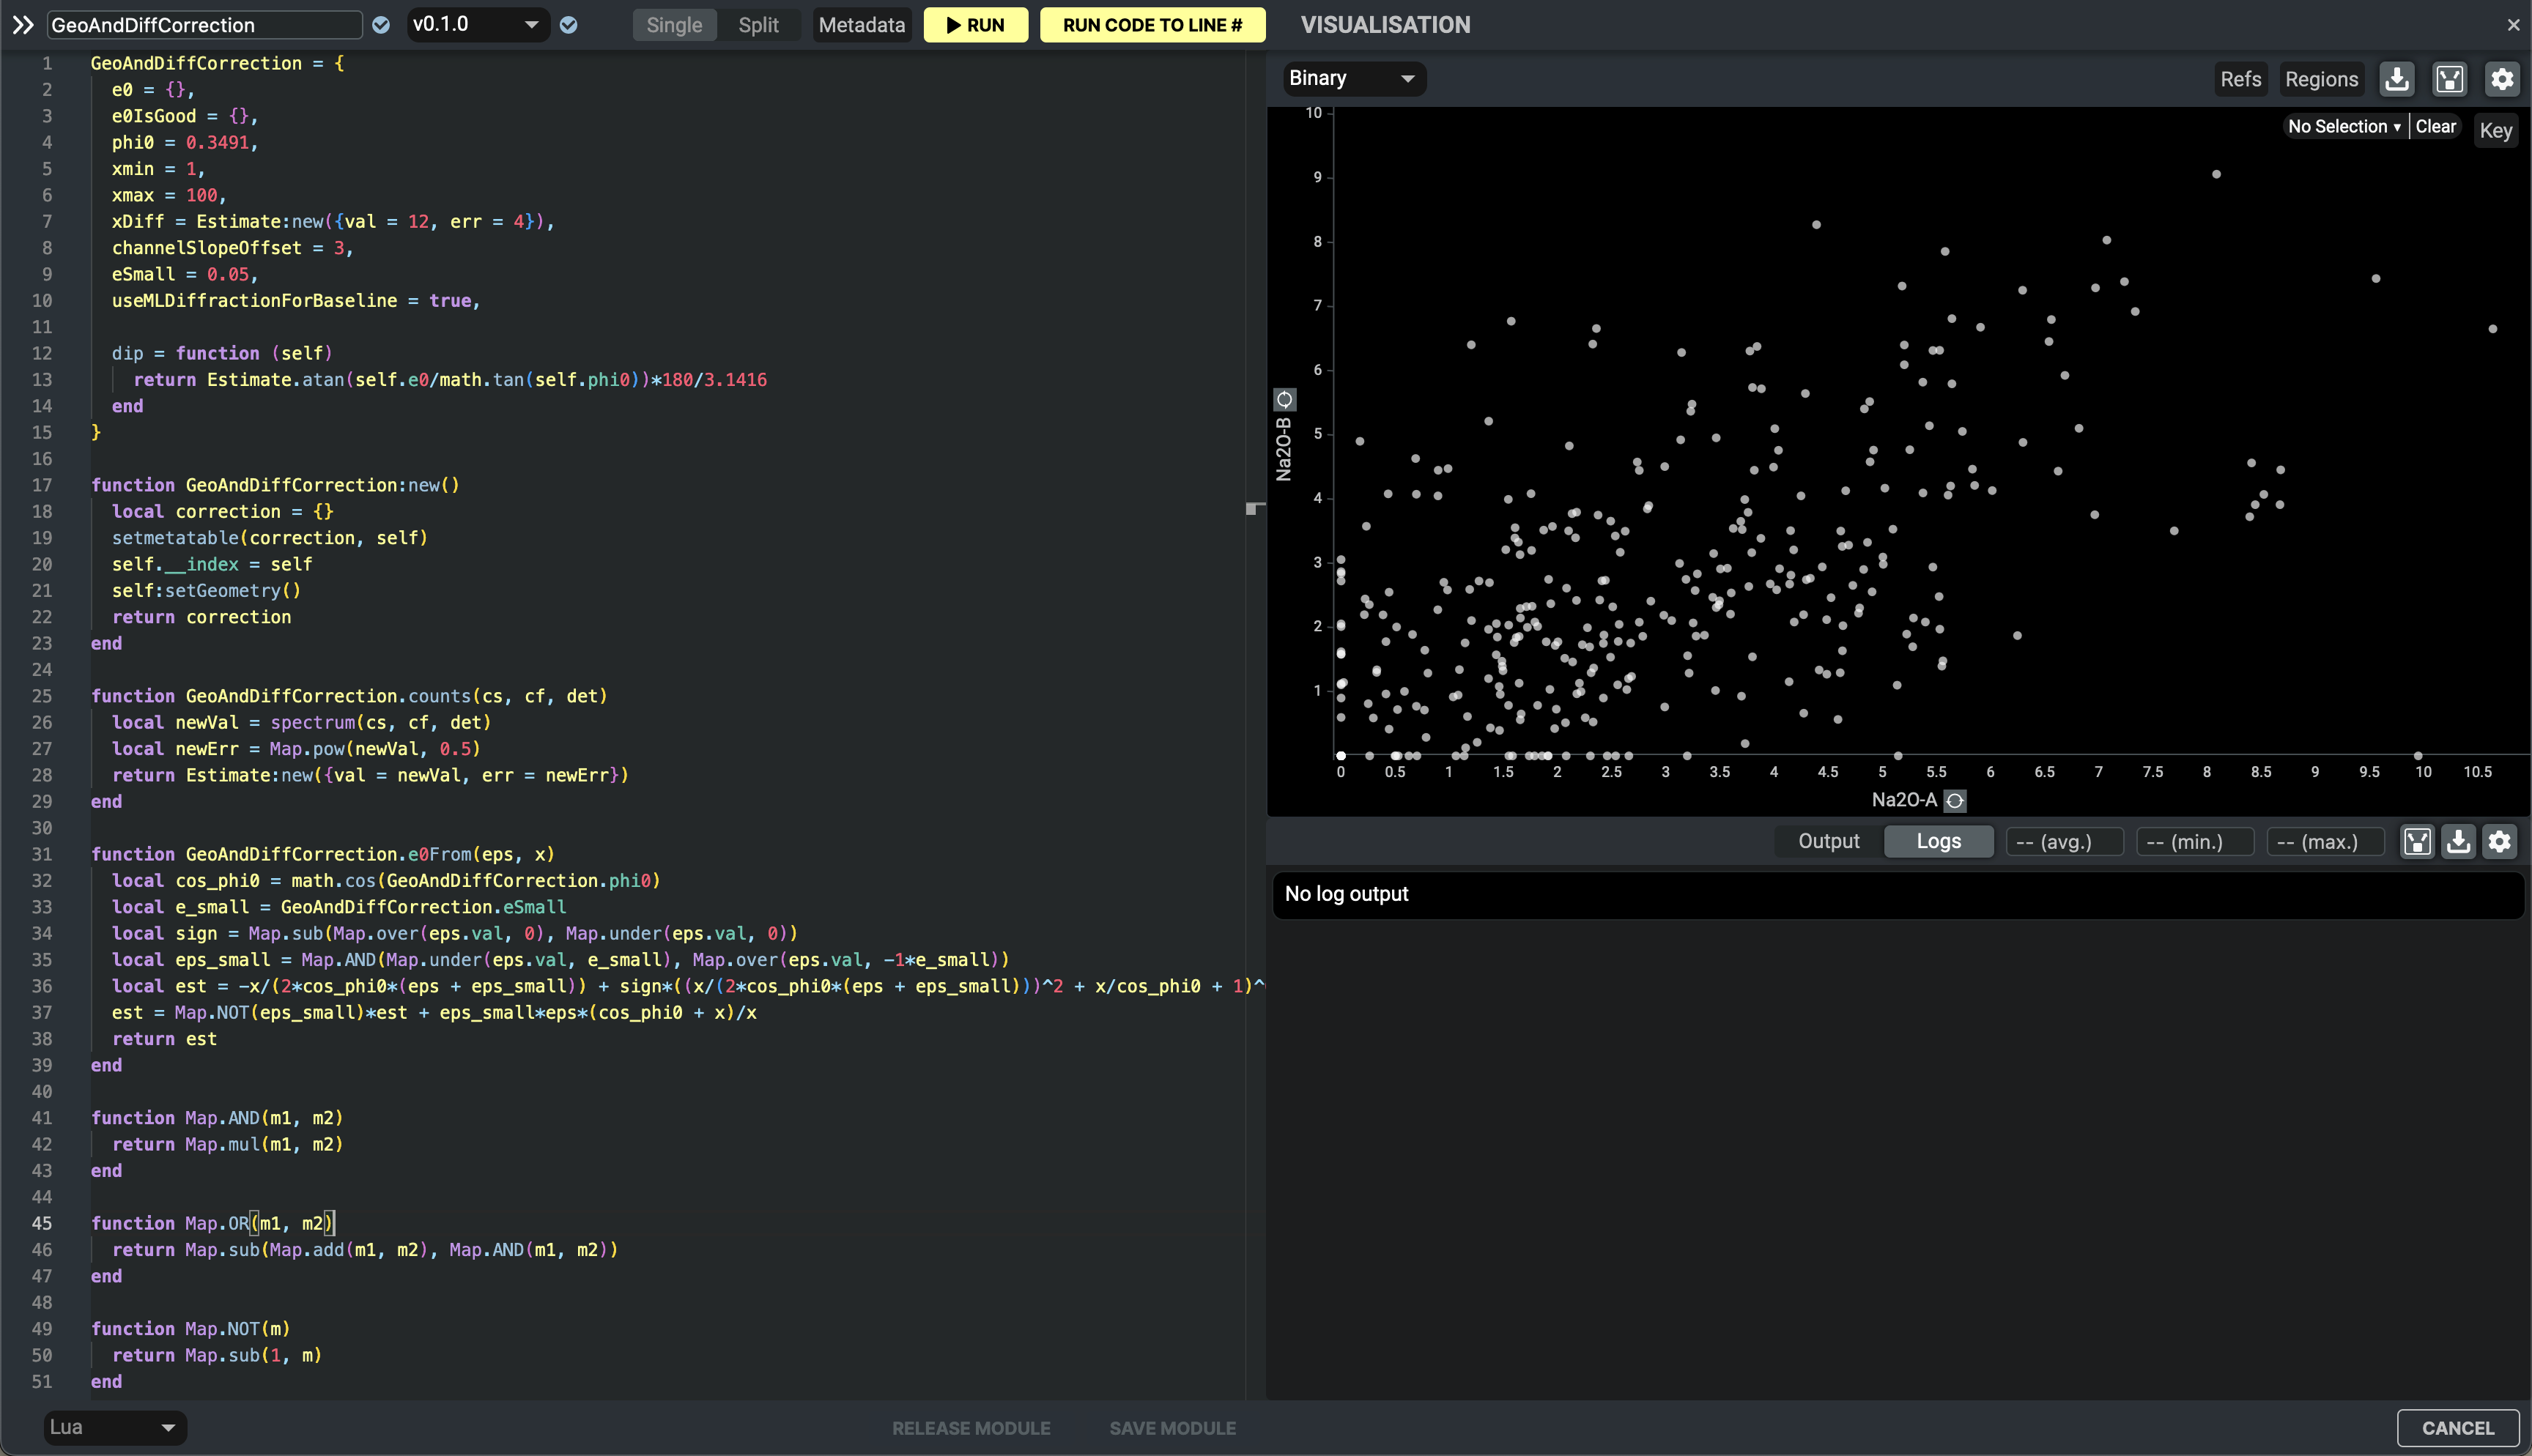 GeoAndDiffCorrection v0.1.0 Single Split Metadata RUN RUN CODE TO LINE #
1 GeoAndDiffCorrection = {
2 e0 = {},
3 e0IsGood = {},
4 phi0 = 0.3491,
5 xmin = 1,
6 xmax = 100,
7 xDiff = Estimate:new({val = 12, err = 4}),
8 channelSlopeOffset = 3,
9 eSmall = 0.05,
10 useMLDiffractionForBaseline = true,
11
12 dip = function (self)
13 return Estimate.atan(self.e0/math.tan(self.phi0))*180/3.1416
14 end
15 }
16
17 function GeoAndDiffCorrection:new()
18 local correction = {}
19 setmetatable(correction, self)
20 self.__index = self
21 self:setGeometry()
22 return correction
23 end
24
25 function GeoAndDiffCorrection.counts(cs, cf, det)
26 local newVal = spectrum(cs, cf, det)
27 local newErr = Map.pow(newVal, 0.5)
28 return Estimate:new({val = newVal, err = newErr})
29 end
30
31 function GeoAndDiffCorrection.e0From(eps, x)
32 local cos_phi0 = math.cos(GeoAndDiffCorrection.phi0)
33 local e_small = GeoAndDiffCorrection.eSmall
34 local sign = Map.sub(Map.over(eps.val, 0), Map.under(eps.val, 0))
35 local eps_small = Map.AND(Map.under(eps.val, e_small), Map.over(eps.val, -1*e_small))
36 local est = -x/(2*cos_phi0*(eps + eps_small)) + sign*((x/(2*cos_phi0*(eps + eps_small)))^2 + x/cos_phi0 + 1)^
37 est = Map.NOT(eps_small)*est + eps_small*eps*(cos_phi0 + x)/x
38 return est
39 end
40
41 function Map.AND(m1, m2)
42 return Map.mul(m1, m2)
43 end
44
45 function Map.OR(m1, m2)
46 return Map.sub(Map.add(m1, m2), Map.AND(m1, m2))
47 end
48
49 function Map.NOT(m)
50 return Map.sub(1, m)
51 end
Lua RELEASE MODULE SAVE MODULE
VISUALISATION
Binary Refs Regions
No Selection Clear Key
10
9
8
7
6
5
4
3
2
1
Na2O-B
0 0.5 1 1.5 2 2.5 3 3.5 4 4.5 5 5.5 6 6.5 7 7.5 8 8.5 9 9.5 10 10.5
Na2O-A
Output Logs -- (avg.) -- (min.) -- (max.)
No log output
CANCEL